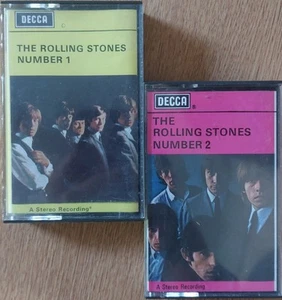 DECCA
THE ROLLING STONES
NUMBER 1
A Stereo Recording*
DECCA
THE
ROLLING STONES
NUMBER 2
A Stereo Recording